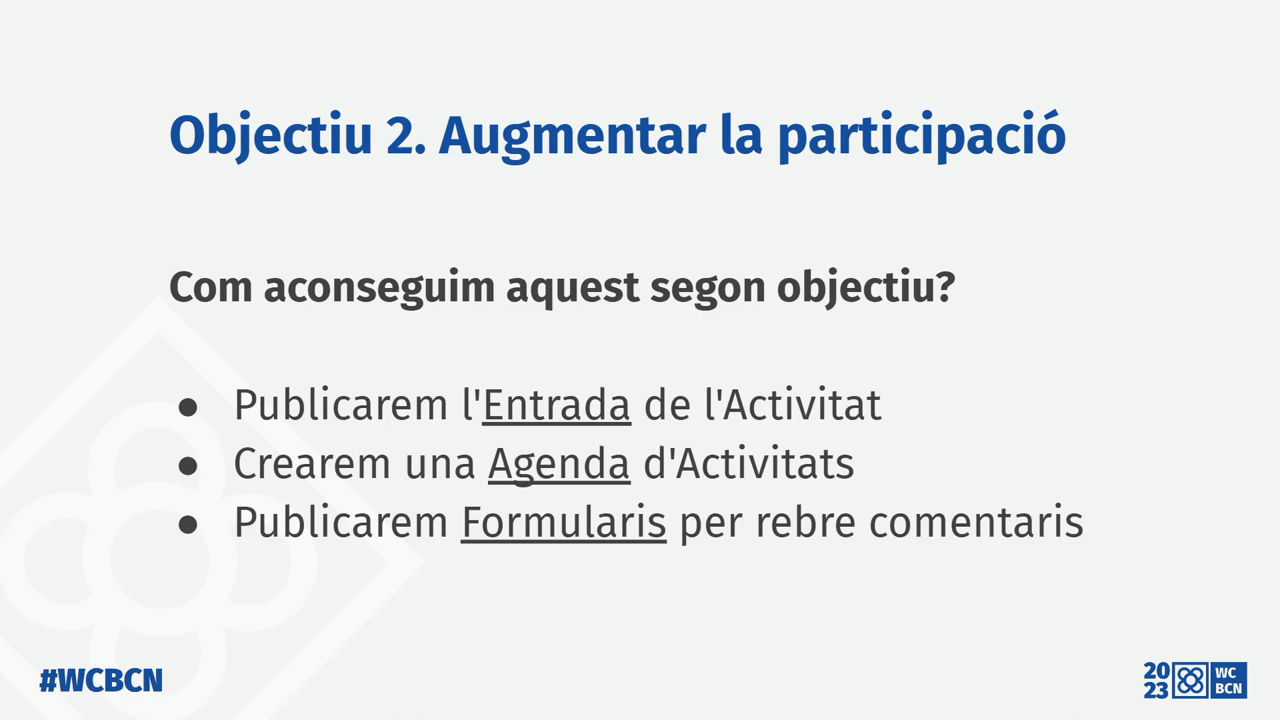 Objectiu 2. Augmentar la participació
Com aconseguim aquest segon objectiu?
● Publicarem l'Entrada de l'Activitat
● Crearem una Agenda d'Activitats
● Publicarem Formularis per rebre comentaris
#WCBCN
20 WC
23 BCN